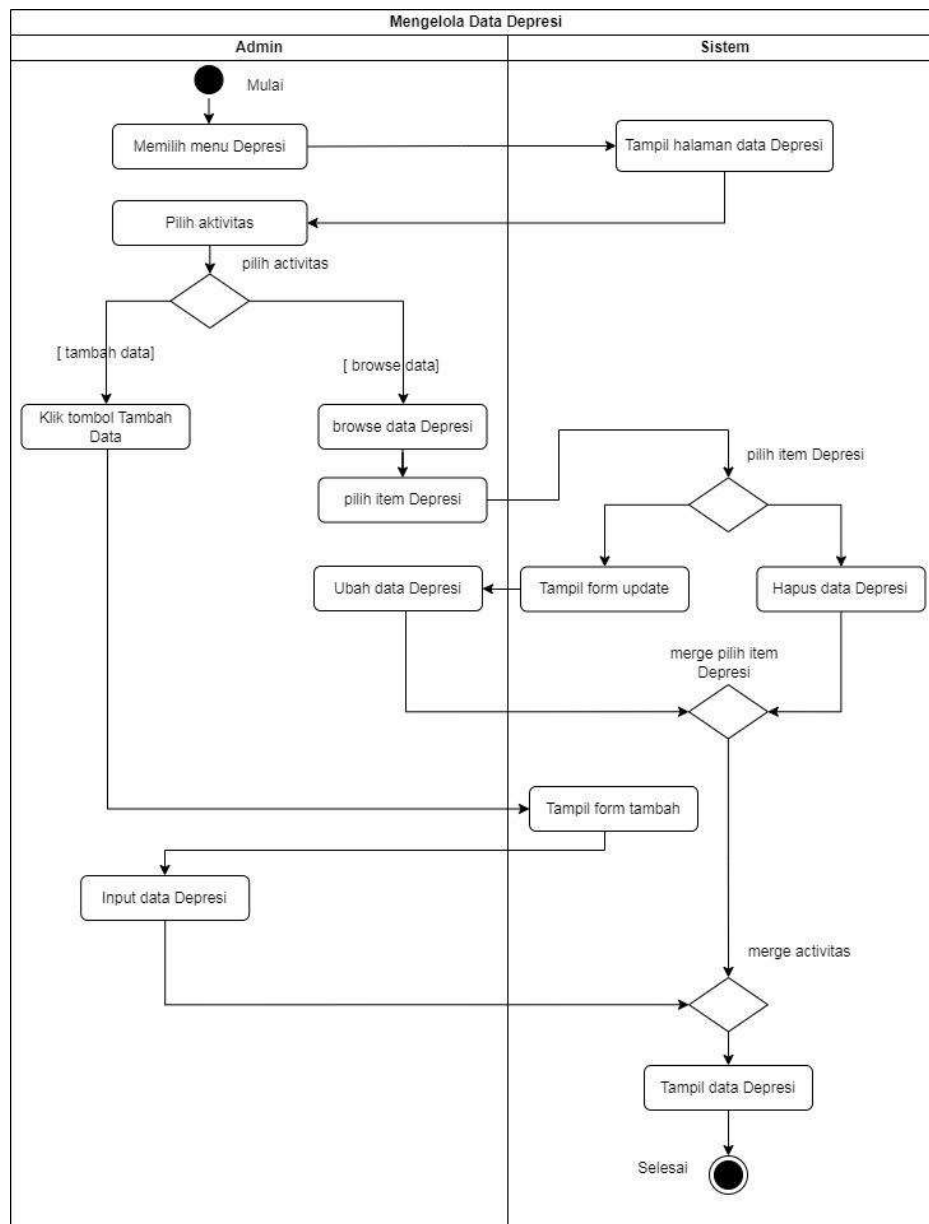 Mengelola Data Depresi
Admin
Sistem
Mulai
Memilih menu Depresi
Tampil halaman data Depresi
Pilih aktivitas
pilih activitas
[ tambah data]
[ browse data]
Klik tombol Tambah
Data
browse data Depresi
pilih item Depresi
pilih item Depresi
Ubah data Depresi
Tampil form update
Hapus data Depresi
merge pilih item
Depresi
Tampil form tambah
Input data Depresi
merge activitas
Tampil data Depresi
Selesai